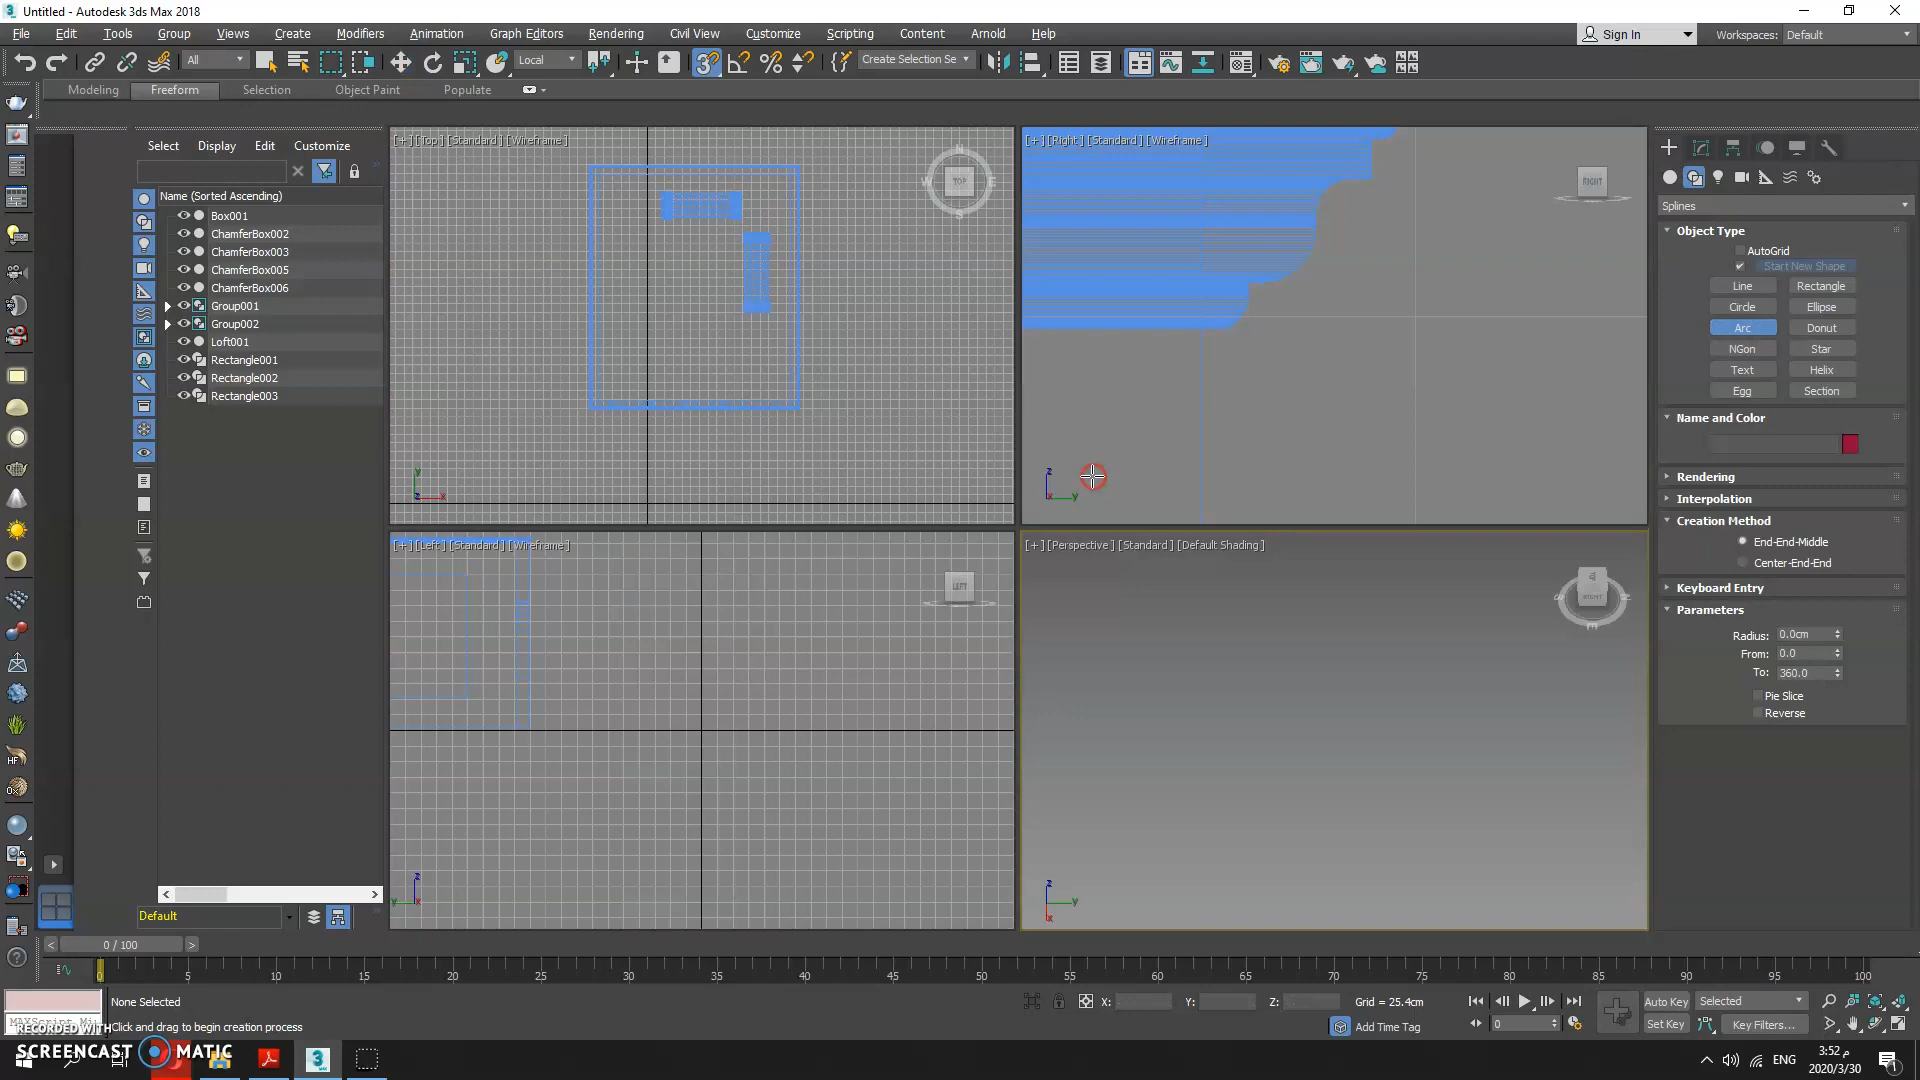 Untitled - Autodesk 3ds Max 2018
File Edit Tools Group Views Create Modifiers Animation Graph Editors Rendering Civil View Customize Scripting Content Arnold Help
Sign In Workspaces: Default
All Local Create Selection Se
Modeling Freeform Selection Object Paint Populate
Select Display Edit Customize
Name (Sorted Ascending)
Box001
ChamferBox002
ChamferBox003
ChamferBox005
ChamferBox006
Group001
Group002
Loft001
Rectangle001
Rectangle002
Rectangle003
Default
[+][Top][Standard][Wireframe]
TOP
[+][Right][Standard][Wireframe]
RIGHT
[+][Left][Standard][Wireframe]
LEFT
[+][Perspective][Standard][Default Shading]
RIGHT
Splines
Object Type
AutoGrid
Start New Shape
Line Rectangle
Circle Ellipse
Arc Donut
NGon Star
Text Helix
Egg Section
Name and Color
Rendering
Interpolation
Creation Method
End-End-Middle
Center-End-End
Keyboard Entry
Parameters
Radius: 0.0cm
From: 0.0
To: 360.0
Pie Slice
Reverse
0 / 100
0 5 10 15 20 25 30 35 40 45 50 55 60 65 70 75 80 85 90 95 100
None Selected
X: Y: Z: Grid = 25.4cm
Auto Key Selected
MAXScript Mi
Click and drag to begin creation process
Add Time Tag
0
Set Key Key Filters...
RECORDED WITH
SCREENCAST MATIC
ENG
3:52 م
2020/3/30